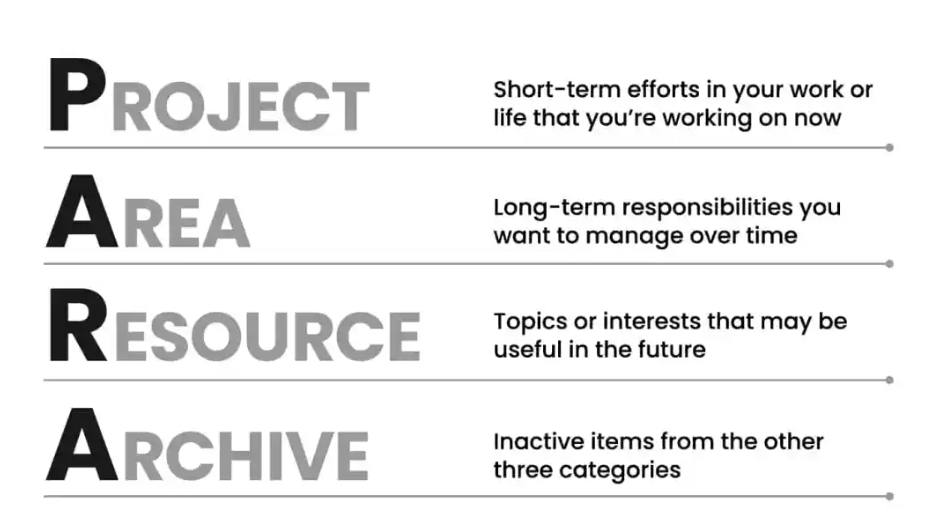 PROJECT
Short-term efforts in your work or
life that you're working on now
AREA
Long-term responsibilities you
want to manage over time
RESOURCE
Topics or interests that may be
useful in the future
ARCHIVE
Inactive items from the other
three categories